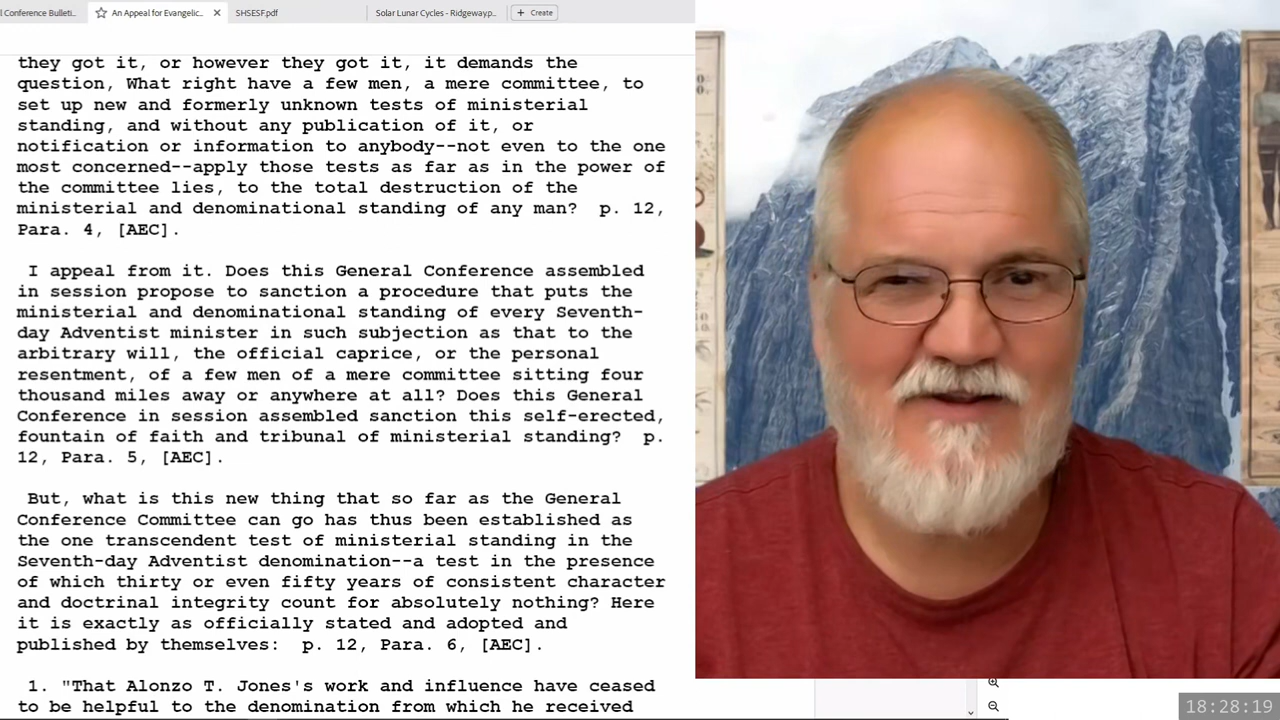 l Conference Bulleti..
An Appeal for Evangelic..
SHSESF.pdf
Solar Lunar Cycles - Ridgeway.p..
Create
they got it, or however they got it, it demands the
question, What right have a few men, a mere committee, to
set up new and formerly unknown tests of ministerial
standing, and without any publication of it, or
notification or information to anybody--not even to the one
most concerned--apply those tests as far as in the power of
the committee lies, to the total destruction of the
ministerial and denominational standing of any man?  p. 12,
Para. 4, [AEC].
I appeal from it. Does this General Conference assembled
in session propose to sanction a procedure that puts the
ministerial and denominational standing of every Seventh-
day Adventist minister in such subjection as that to the
arbitrary will, the official caprice, or the personal
resentment, of a few men of a mere committee sitting four
thousand miles away or anywhere at all? Does this General
Conference in session assembled sanction this self-erected,
fountain of faith and tribunal of ministerial standing?  p.
12, Para. 5, [AEC].
But, what is this new thing that so far as the General
Conference Committee can go has thus been established as
the one transcendent test of ministerial standing in the
Seventh-day Adventist denomination--a test in the presence
of which thirty or even fifty years of consistent character
and doctrinal integrity count for absolutely nothing? Here
it is exactly as officially stated and adopted and
published by themselves:  p. 12, Para. 6, [AEC].
1. "That Alonzo T. Jones's work and influence have ceased
to be helpful to the denomination from which he received
18:28:19